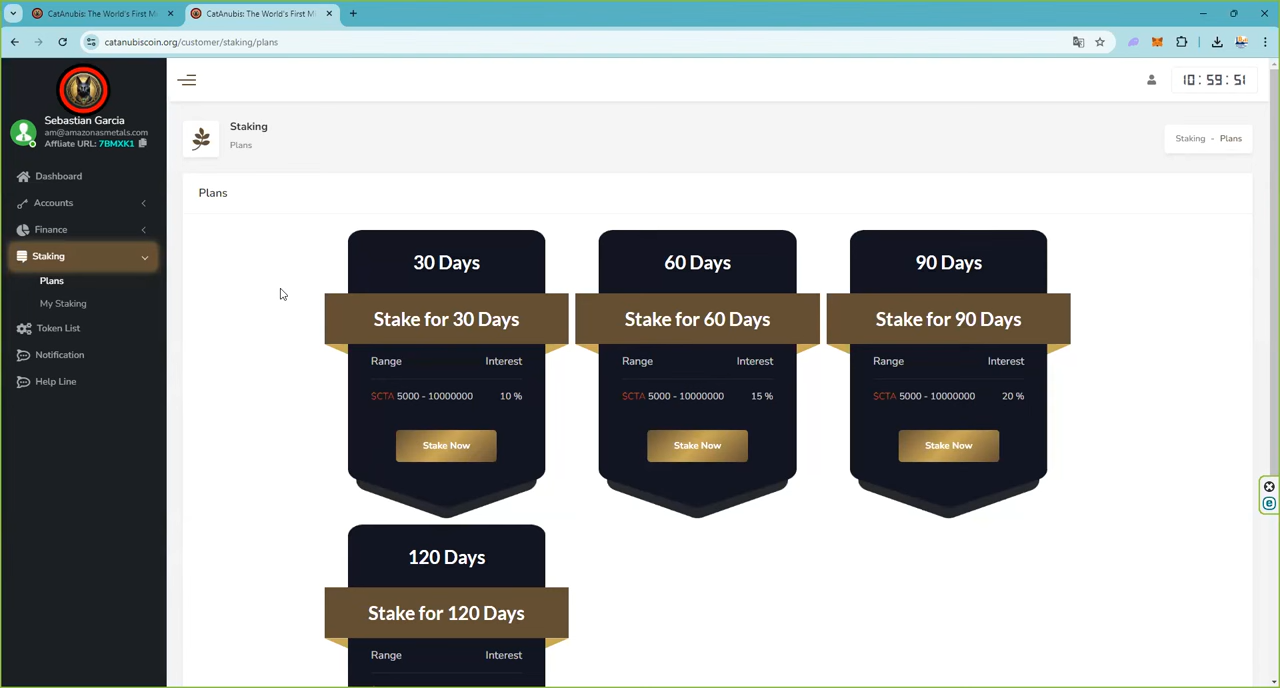 CatAnubis: The World's First M
CatAnubis: The World's First M
catanubiscoin.org/customer/staking/plans
Sebastian Garcia
am@amazonasmetals.com
Affliate URL: 7BMXK1
Dashboard
Accounts
Finance
Staking
Plans
My Staking
Token List
Notification
Help Line
10:59:51
Staking
Plans
Staking - Plans
Plans
30 Days
Stake for 30 Days
Range Interest
$CTA 5000 - 10000000 10 %
Stake Now
60 Days
Stake for 60 Days
Range Interest
$CTA 5000 - 10000000 15 %
Stake Now
90 Days
Stake for 90 Days
Range Interest
$CTA 5000 - 10000000 20 %
Stake Now
120 Days
Stake for 120 Days
Range Interest